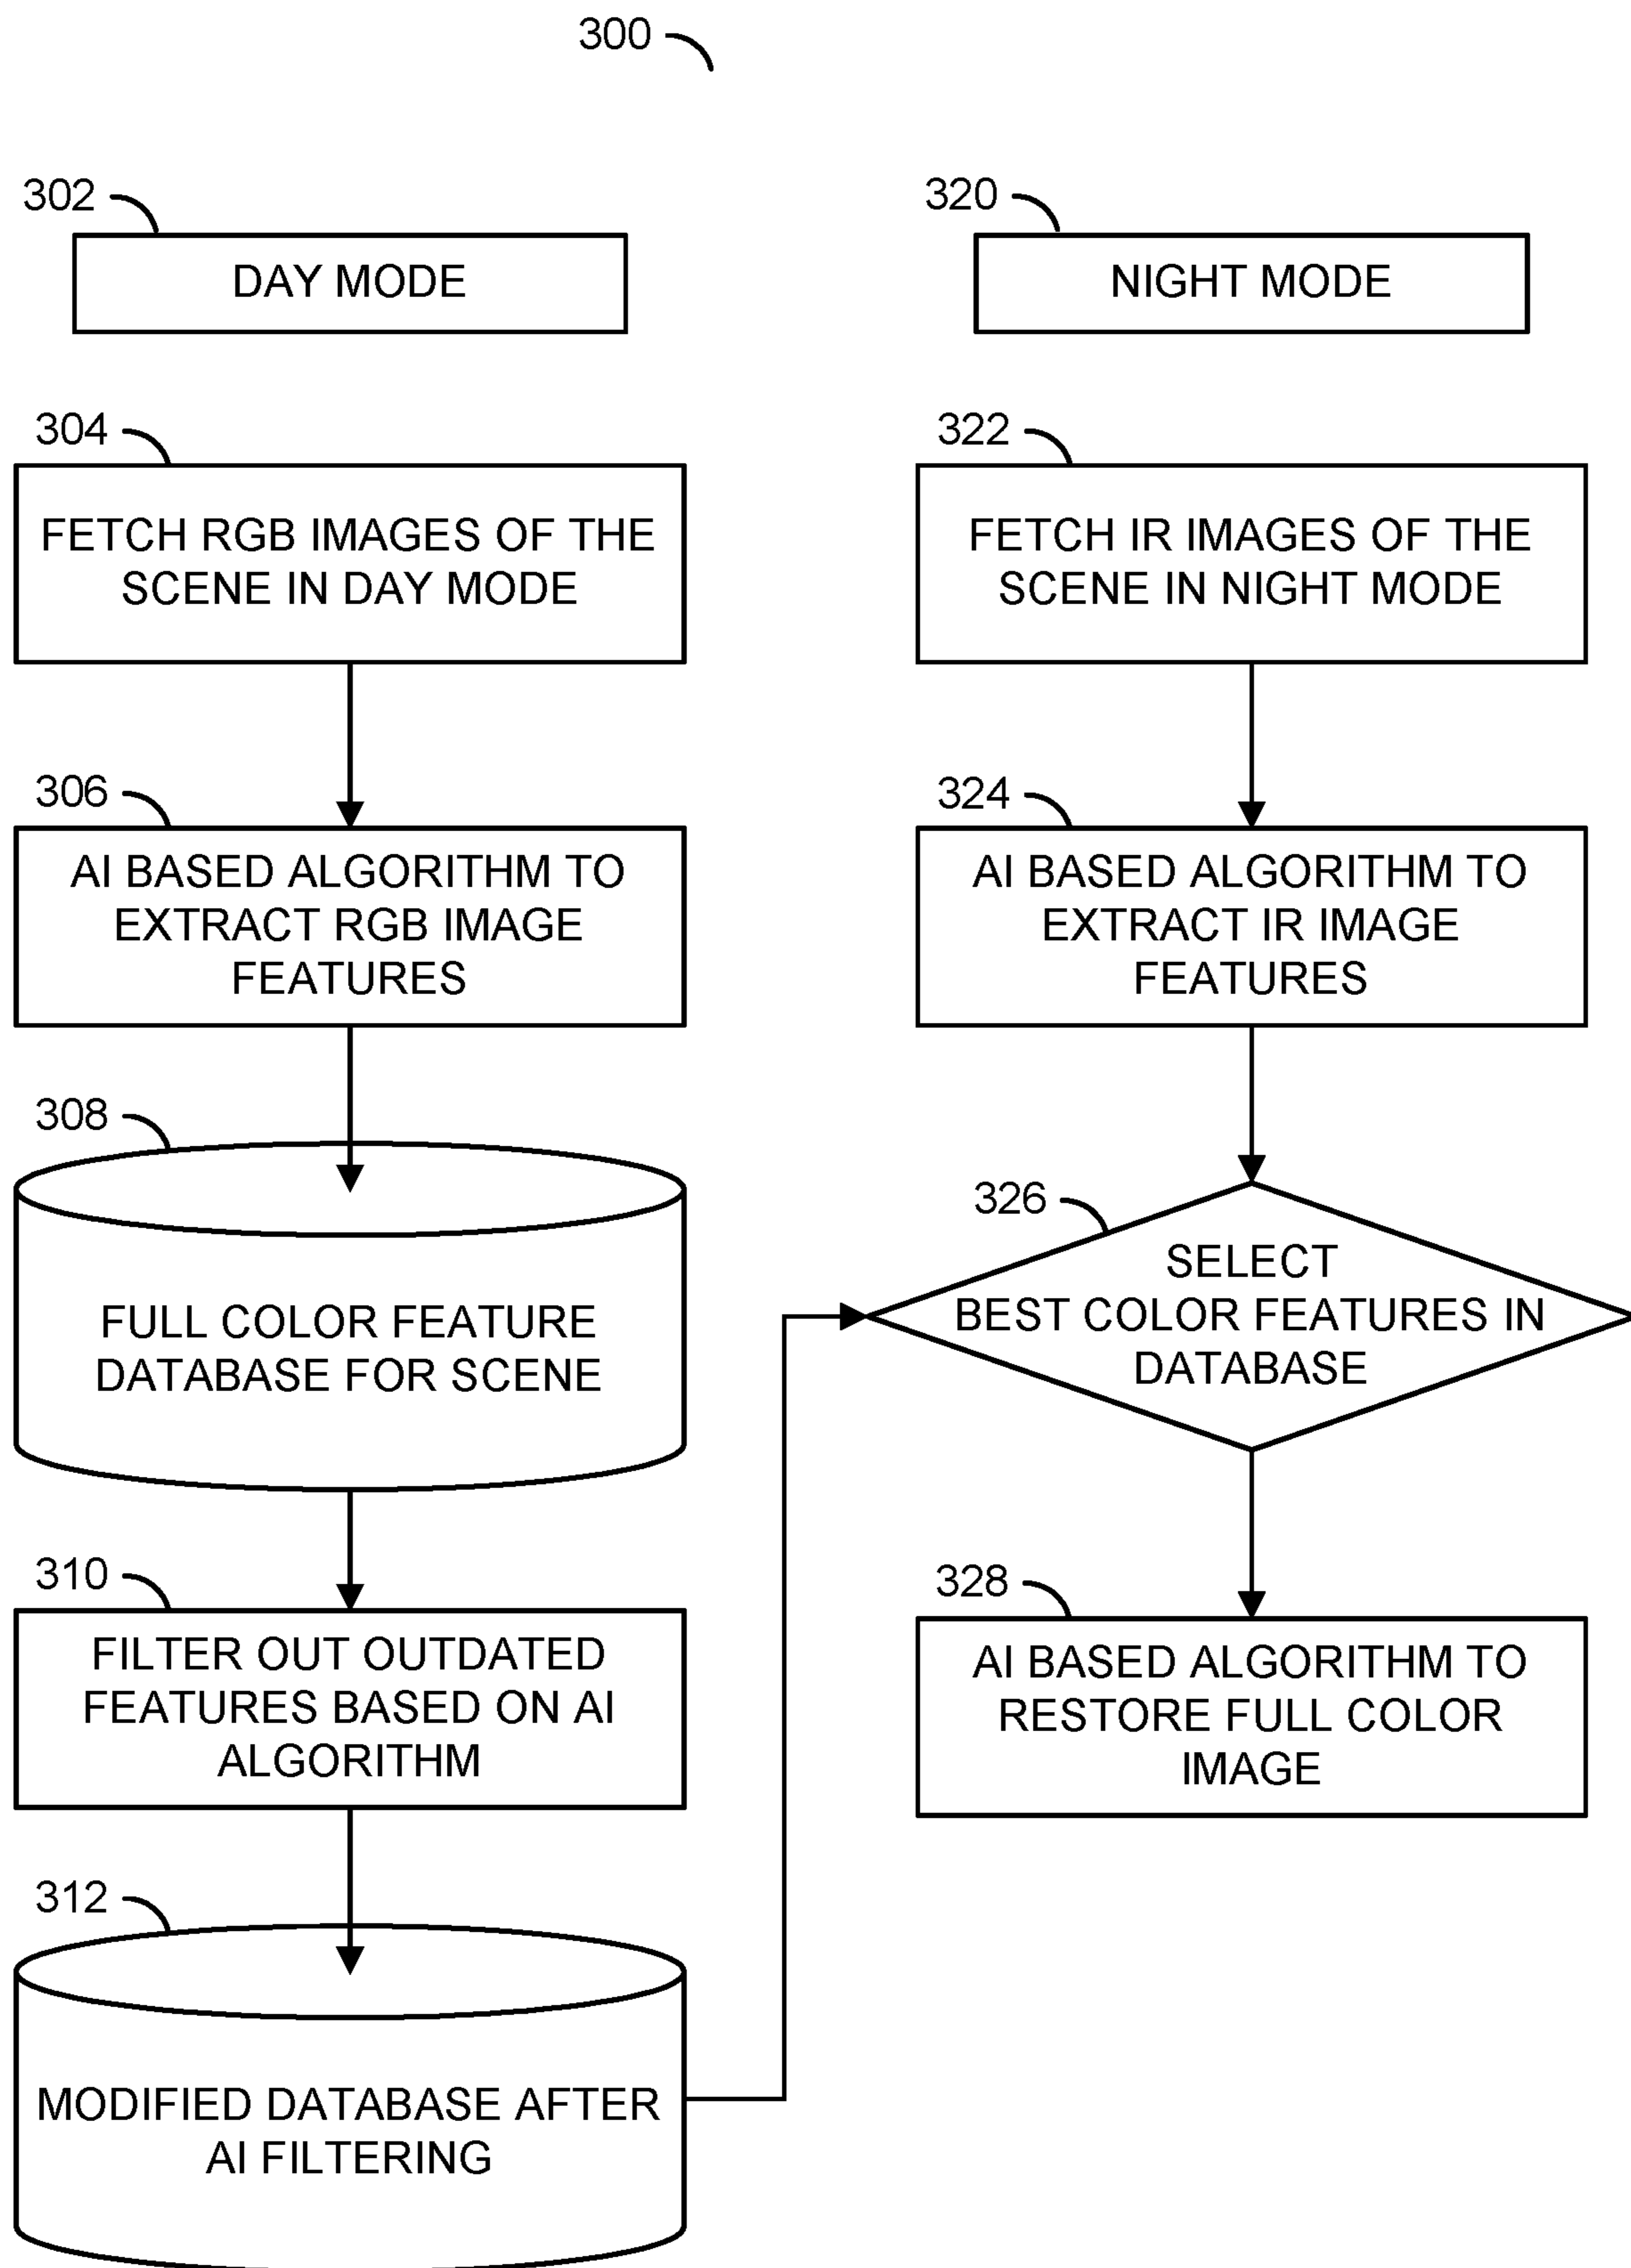 300
302
DAY MODE
304
FETCH RGB IMAGES OF THE
SCENE IN DAY MODE
306
AI BASED ALGORITHM TO
EXTRACT RGB IMAGE
FEATURES
308
FULL COLOR FEATURE
DATABASE FOR SCENE
310
FILTER OUT OUTDATED
FEATURES BASED ON AI
ALGORITHM
312
MODIFIED DATABASE AFTER
AI FILTERING
320
NIGHT MODE
322
FETCH IR IMAGES OF THE
SCENE IN NIGHT MODE
324
AI BASED ALGORITHM TO
EXTRACT IR IMAGE
FEATURES
326
SELECT
BEST COLOR FEATURES IN
DATABASE
328
AI BASED ALGORITHM TO
RESTORE FULL COLOR
IMAGE